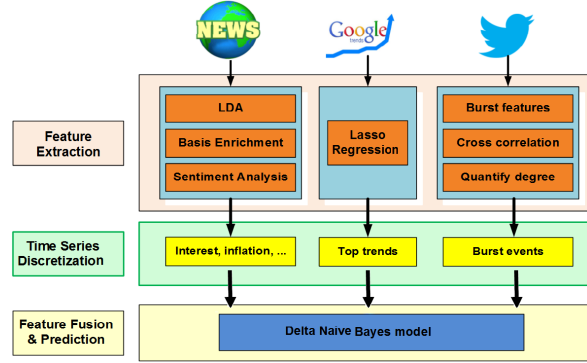 NEWS
Google
trends
Feature
Extraction
LDA
Basis Enrichment
Sentiment Analysis
Lasso
Regression
Burst features
Cross correlation
Quantify degree
Time Series
Discretization
Interest, inflation, ...
Top trends
Burst events
Feature Fusion
& Prediction
Delta Naive Bayes model